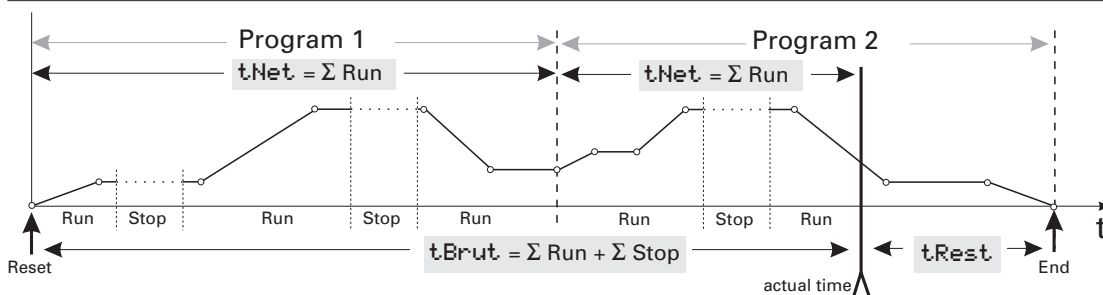 Program 1
Program 2
tNet = Σ Run
tNet = Σ Run
Run
Stop
Run
Stop
Run
Run
Stop
Run
t
tBrut = Σ Run + Σ Stop
tRest
Reset
End
actual time